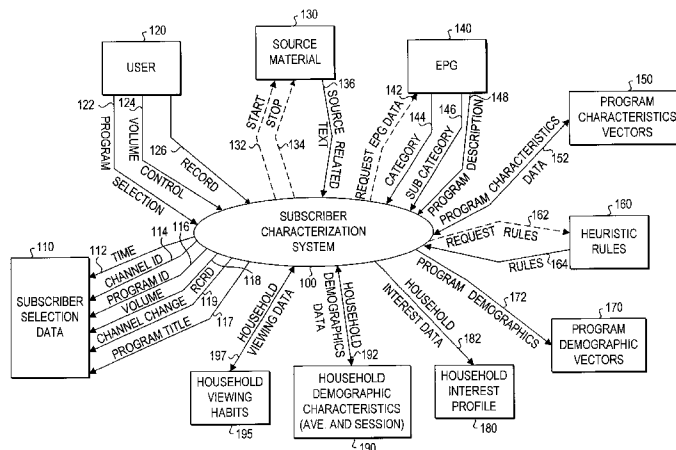 120
USER
130
SOURCE
MATERIAL
140
EPG
150
PROGRAM
CHARACTERISTICS
VECTORS
122
PROGRAM
SELECTION
124
VOLUME
CONTROL
126
RECORD
START
132
STOP
134
136
SOURCE RELATED
TEXT
142
REQUEST EPG DATA
144
CATEGORY
146
SUB CATEGORY
148
PROGRAM DESCRIPTION
PROGRAM CHARACTERISTICS
DATA 152
160
HEURISTIC
RULES
162
REQUEST RULES
RULES 164
SUBSCRIBER
CHARACTERIZATION
SYSTEM
100
110
SUBSCRIBER
SELECTION
DATA
112
TIME
114
CHANNEL ID
116
PROGRAM ID
VOLUME
RCRD
118
CHANNEL CHANGE
119
PROGRAM TITLE
117
HOUSEHOLD
VIEWING DATA
197
HOUSEHOLD
DEMOGRAPHICS
DATA
192
HOUSEHOLD
INTEREST DATA
182
PROGRAM DEMOGRAPHICS
172
170
PROGRAM
DEMOGRAPHIC
VECTORS
HOUSEHOLD
VIEWING
HABITS
195
HOUSEHOLD
DEMOGRAPHIC
CHARACTERISTICS
(AVE. AND SESSION)
190
HOUSEHOLD
INTEREST
PROFILE
180